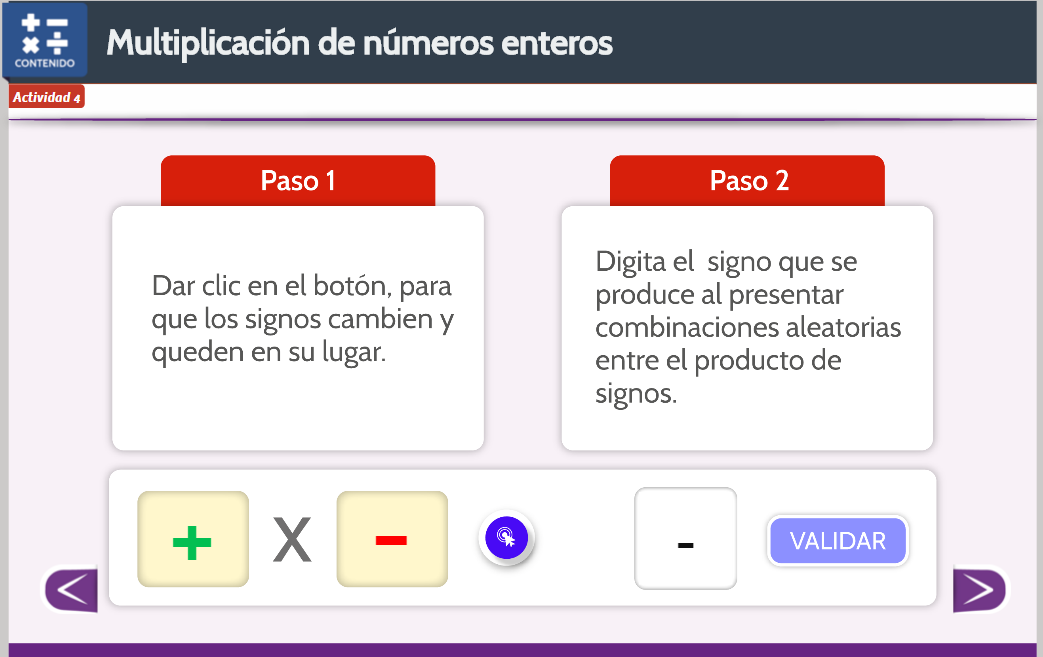 CONTENIDO
Multiplicación de números enteros
Actividad 4
Paso 1
Dar clic en el botón, para
que los signos cambien y
queden en su lugar.
Paso 2
Digita el  signo que se
produce al presentar
combinaciones aleatorias
entre el producto de
signos.
+ X − - VALIDAR